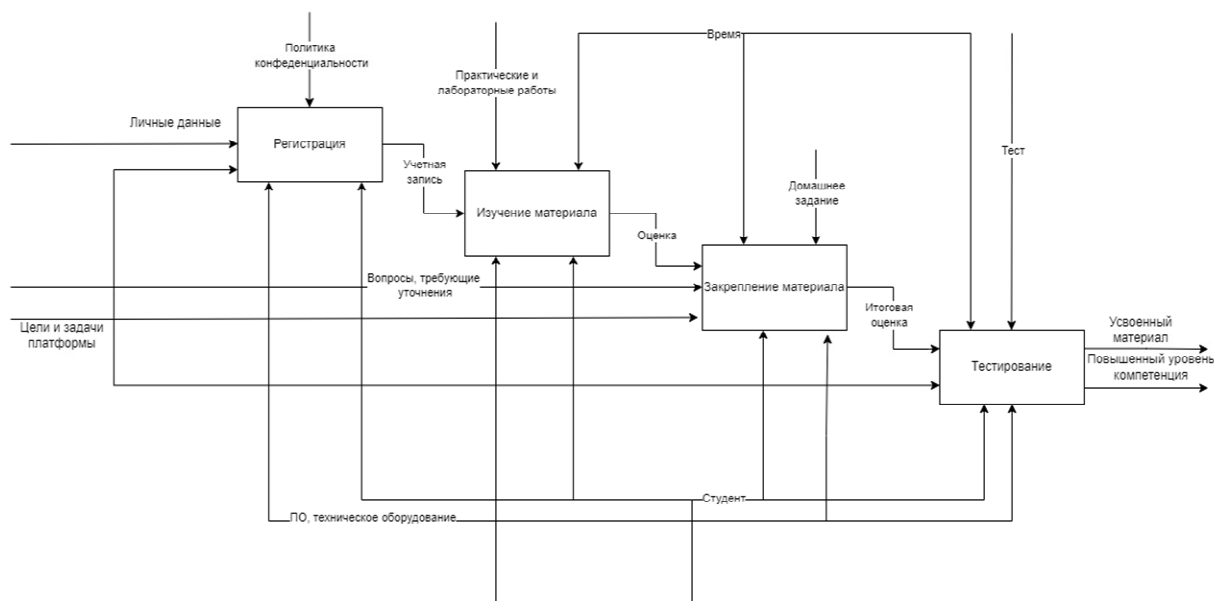 Политика
конфеденциальности
Время
Практические и
лабораторные работы
Личные данные
Регистрация
Тест
Учетная
запись
Домашнее
задание
Изучение материала
Оценка
Вопросы, требующие
уточнения
Закрепление материала
Цели и задачи
платформы
Итоговая
оценка
Усвоенный
материал
Тестирование
Повышенный уровень
компетенция
Студент
ПО, техническое оборудование